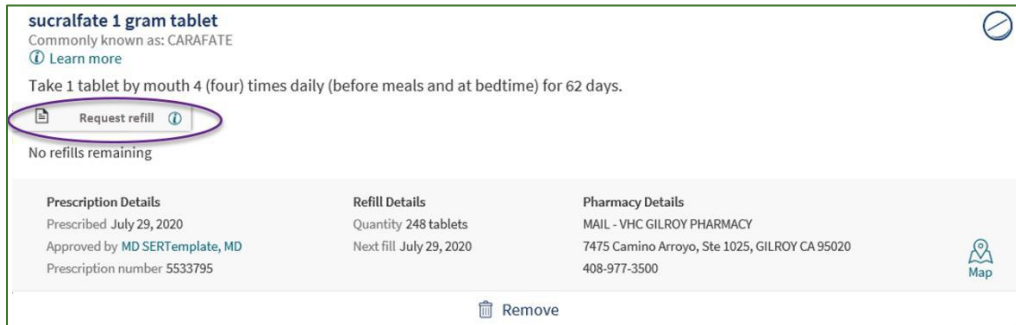 sucralfate 1 gram tablet
Commonly known as: CARAFATE
Learn more
Take 1 tablet by mouth 4 (four) times daily (before meals and at bedtime) for 62 days.
Request refill
No refills remaining
Prescription Details
Prescribed July 29, 2020
Approved by MD SERTemplate, MD
Prescription number 5533795
Refill Details
Quantity 248 tablets
Next fill July 29, 2020
Pharmacy Details
MAIL - VHC GILROY PHARMACY
7475 Camino Arroyo, Ste 1025, GILROY CA 95020
408-977-3500
Map
Remove